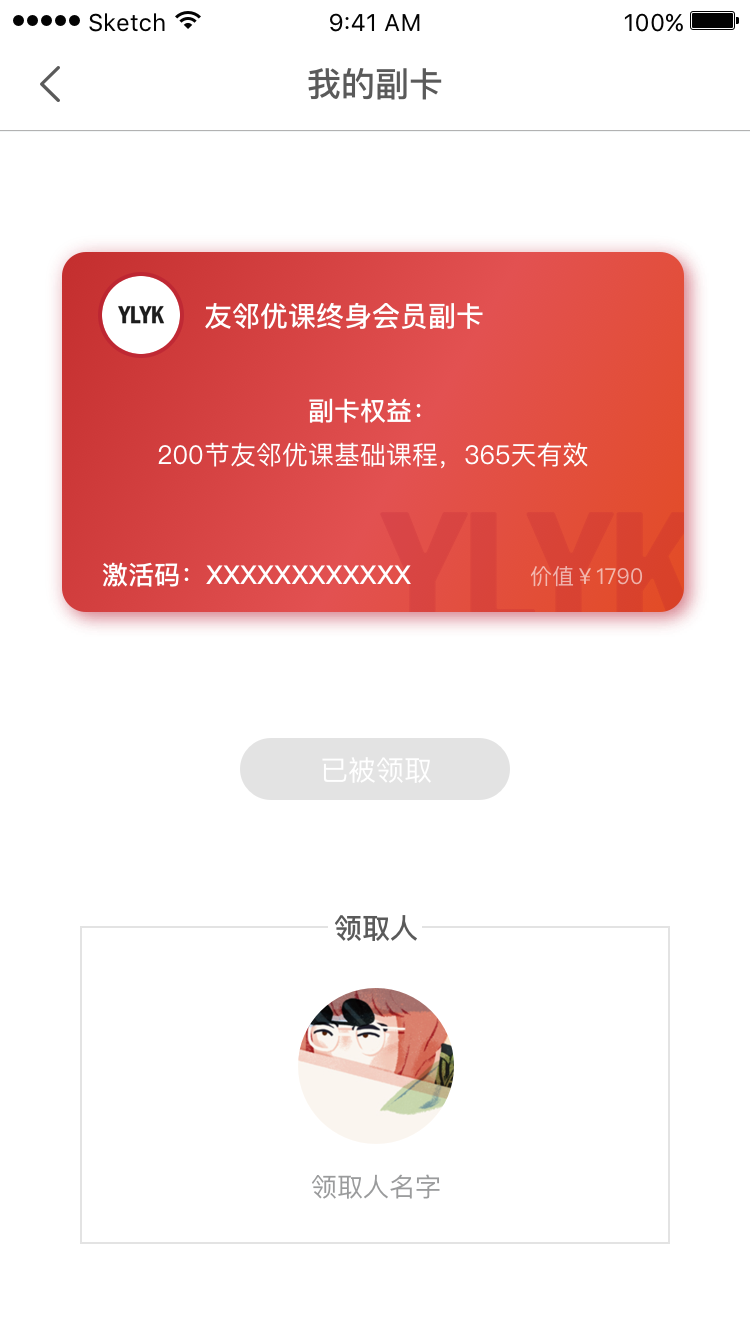 ●●●●● Sketch 9:41 AM 100%
我的副卡
YLYK 友邻优课终身会员副卡
副卡权益：
200节友邻优课基础课程，365天有效
YLYK
激活码：XXXXXXXXXXXX 价值￥1790
已被领取
领取人
领取人名字